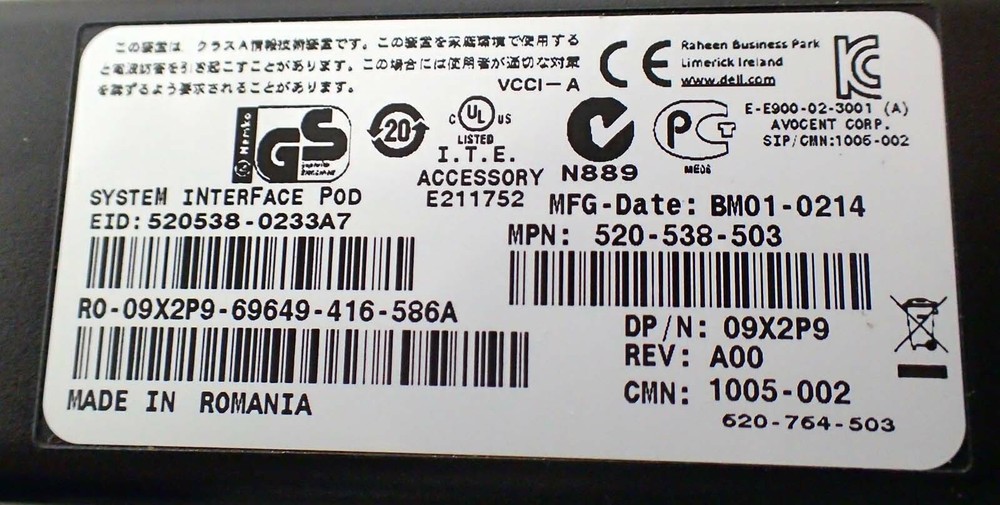 この装置は、クラスA情報技術装置です。この装置を家庭環境で使用する
と電波妨害を引き起こすことがあります。この場合には使用者が適切な対策
を講ずるよう要求されることがあります。
VCCI-A
CE
Raheen Business Park
Limerick Ireland
www.dell.com
E-E900-02-3001 (A)
AVOCENT CORP.
SIP/CMN:1005-002
Nemko
GS
20
UL US
LISTED
I.T.E.
ACCESSORY
E211752
N889
ME06
SYSTEM INTERFACE POD
EID: 520538-0233A7
MFG-Date: BM01-0214
MPN: 520-538-503
RO-09X2P9-69649-416-586A
DP/N: 09X2P9
REV: A00
CMN: 1005-002
MADE IN ROMANIA
620-764-503